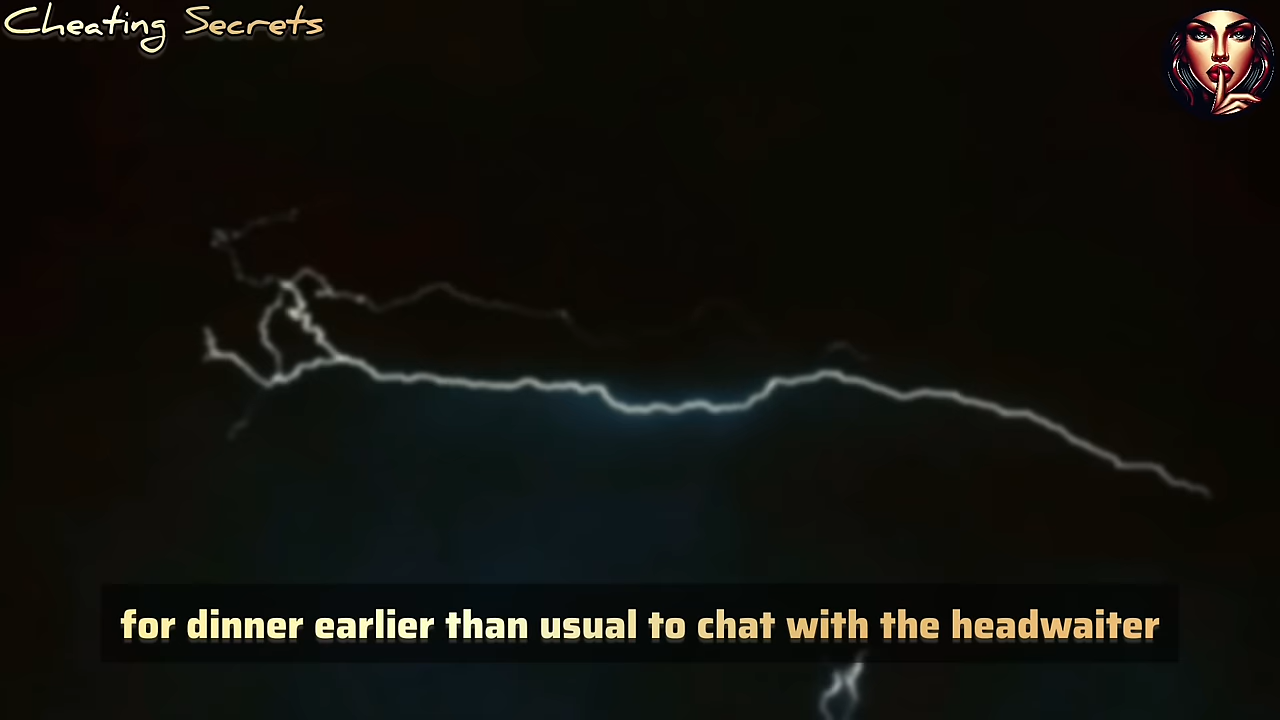 Cheating Secrets
for dinner earlier than usual to chat with the headwaiter